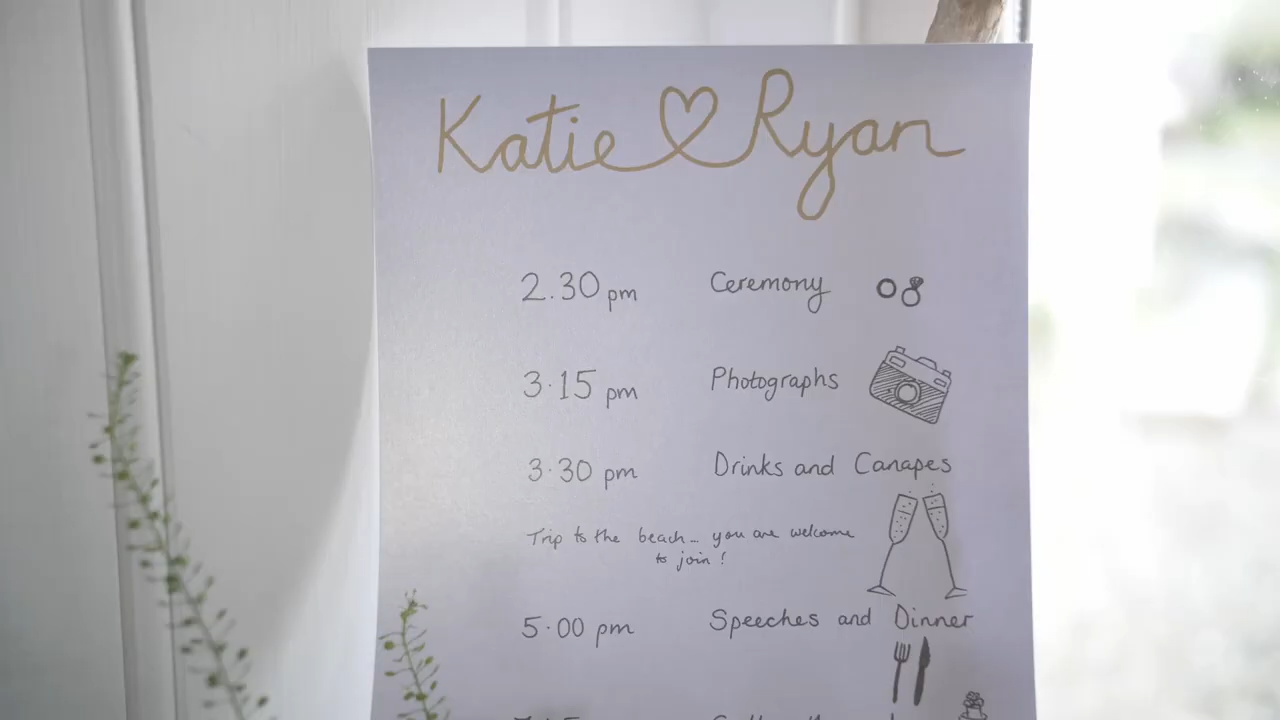 Katie Ryan
2.30 pm Ceremony
3.15 pm Photographs
3.30 pm Drinks and Canapes
Trip to the beach... you are welcome
to join!
5.00 pm Speeches and Dinner